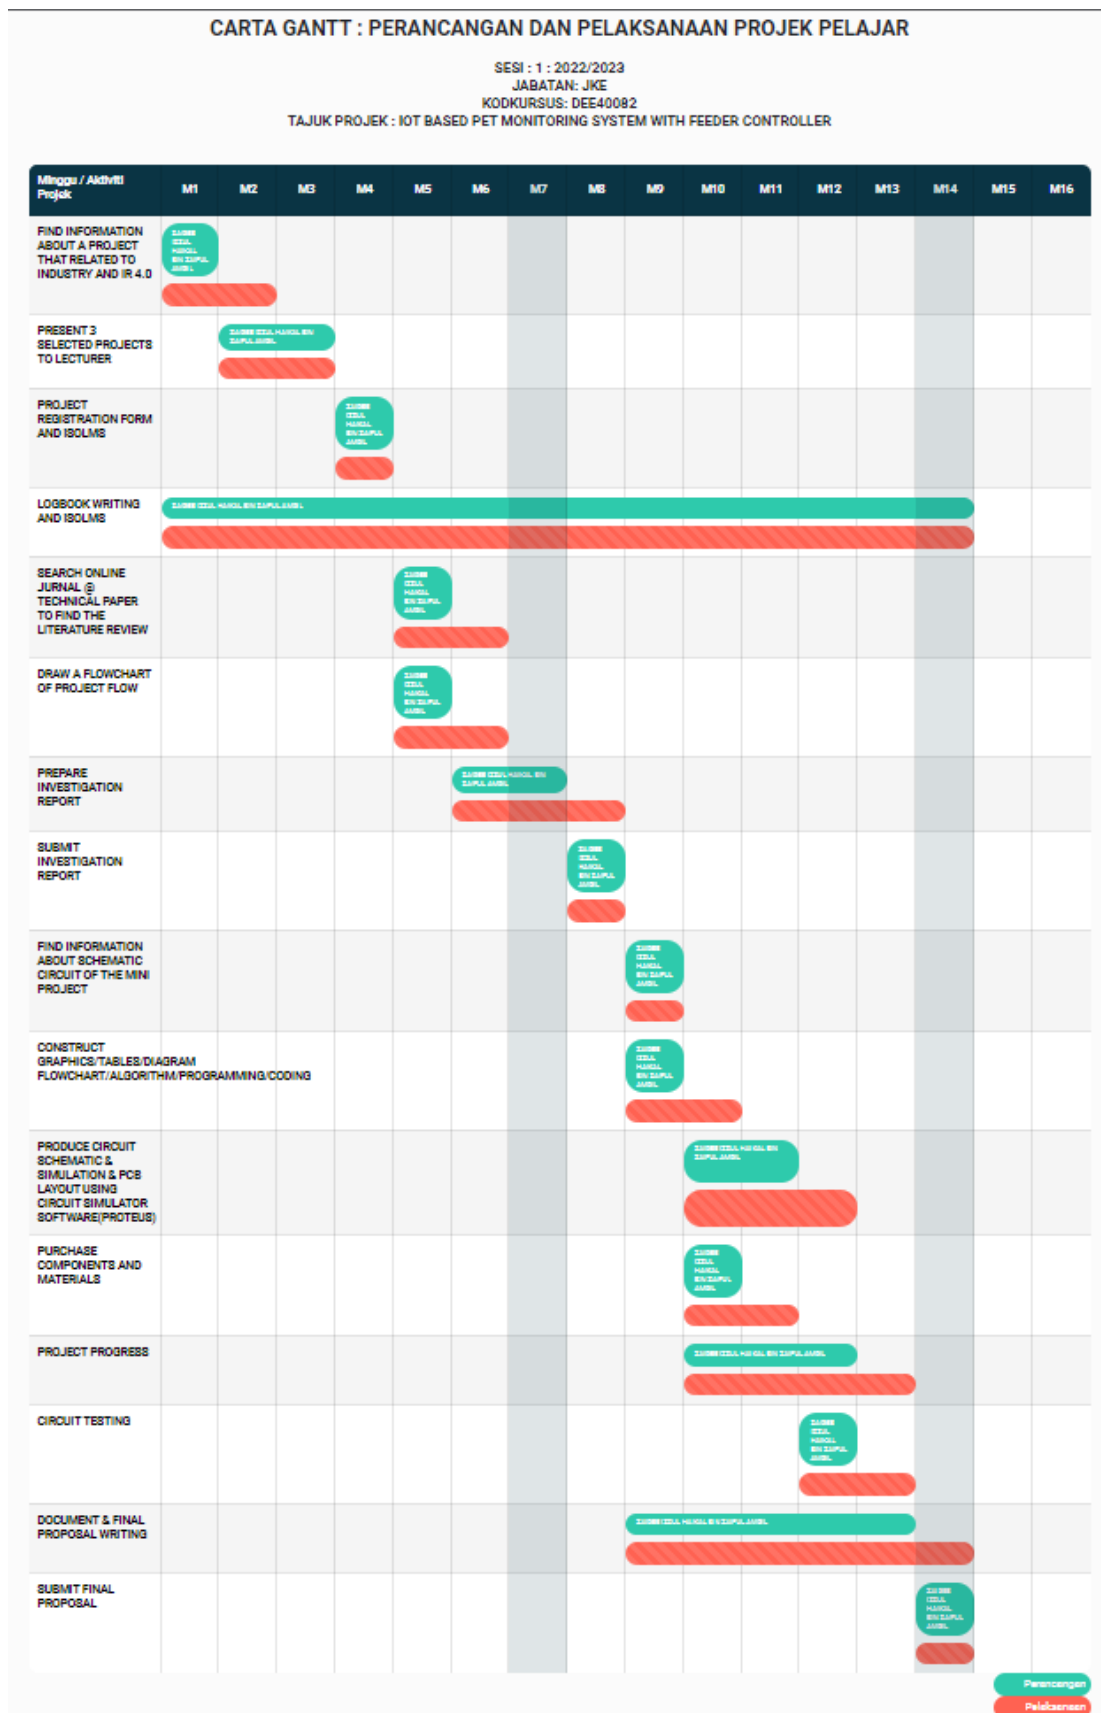 CARTA GANTT : PERANCANGAN DAN PELAKSANAAN PROJEK PELAJAR
SESI : 1 : 2022/2023
JABATAN: JKE
KODKURSUS: DEE40082
TAJUK PROJEK : IOT BASED PET MONITORING SYSTEM WITH FEEDER CONTROLLER
Minggu / Aktiviti
Projek
M1 M2 M3 M4 M5 M6 M7 M8 M9 M10 M11 M12 M13 M14 M15 M16
FIND INFORMATION
ABOUT A PROJECT
THAT RELATED TO
INDUSTRY AND IR 4.0
PRESENT 3
SELECTED PROJECTS
TO LECTURER
PROJECT
REGISTRATION FORM
AND ISOLMS
LOGBOOK WRITING
AND ISOLMS
SEARCH ONLINE
JURNAL @
TECHNICAL PAPER
TO FIND THE
LITERATURE REVIEW
DRAW A FLOWCHART
OF PROJECT FLOW
PREPARE
INVESTIGATION
REPORT
SUBMIT
INVESTIGATION
REPORT
FIND INFORMATION
ABOUT SCHEMATIC
CIRCUIT OF THE MINI
PROJECT
CONSTRUCT
GRAPHICS/TABLES/DIAGRAM
FLOWCHART/ALGORITHM/PROGRAMMING/CODING
PRODUCE CIRCUIT
SCHEMATIC &
SIMULATION & PCB
LAYOUT USING
CIRCUIT SIMULATOR
SOFTWARE(PROTEUS)
PURCHASE
COMPONENTS AND
MATERIALS
PROJECT PROGRESS
CIRCUIT TESTING
DOCUMENT & FINAL
PROPOSAL WRITING
SUBMIT FINAL
PROPOSAL
Perancangan
Pelaksanaan